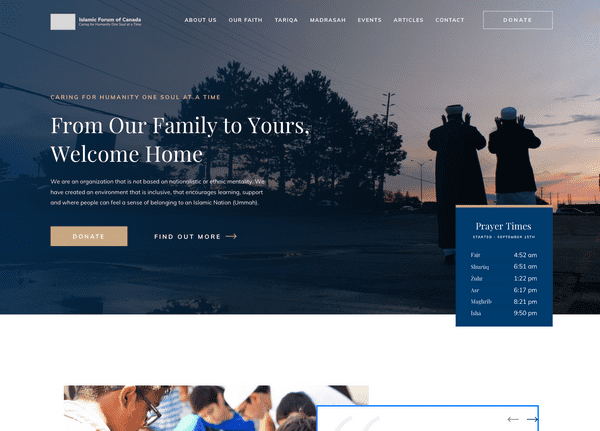 Islamic Forum of Canada
Caring for Humanity One Soul at a Time
ABOUT US
OUR FAITH
TARIQA
MADRASAH
EVENTS
ARTICLES
CONTACT
DONATE
CARING FOR HUMANITY ONE SOUL AT A TIME
From Our Family to Yours,
Welcome Home
We are an organization that is not based on nationalistic or ethnic mentality. We
have created an environment that is inclusive, that encourages learning, support
and where people can feel a sense of belonging to an Islamic Nation (Ummah).
DONATE
FIND OUT MORE
Prayer Times
STARTED - SEPTEMBER 15TH
Fajr 4:52 am
Shuriq 6:51 am
Zuhr 1:22 pm
Asr 6:17 pm
Maghrib 8:21 pm
Isha 9:50 pm